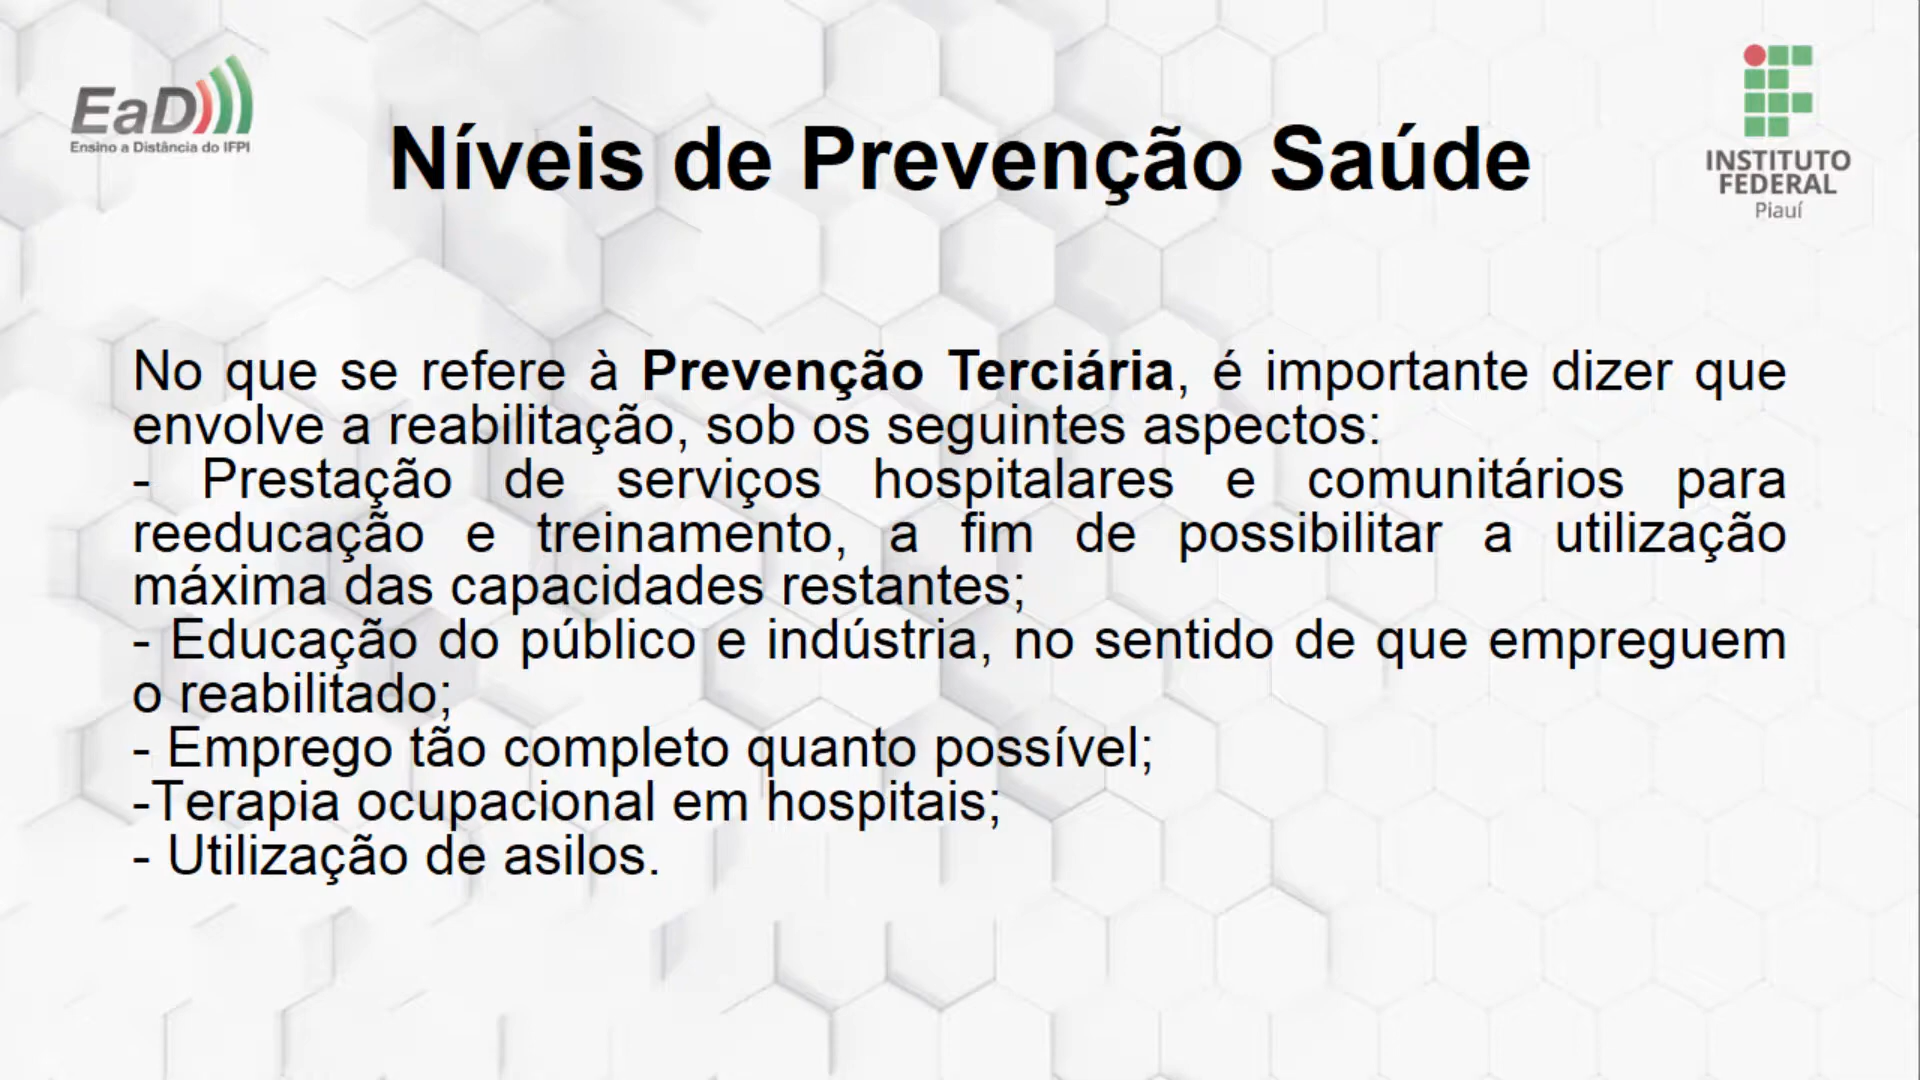 EaD
Ensino a Distância do IFPI
INSTITUTO
FEDERAL
Piauí
Níveis de Prevenção Saúde
No que se refere à Prevenção Terciária, é importante dizer que
envolve a reabilitação, sob os seguintes aspectos:
- Prestação de serviços hospitalares e comunitários para
reeducação e treinamento, a fim de possibilitar a utilização
máxima das capacidades restantes;
- Educação do público e indústria, no sentido de que empreguem
o reabilitado;
- Emprego tão completo quanto possível;
-Terapia ocupacional em hospitais;
- Utilização de asilos.